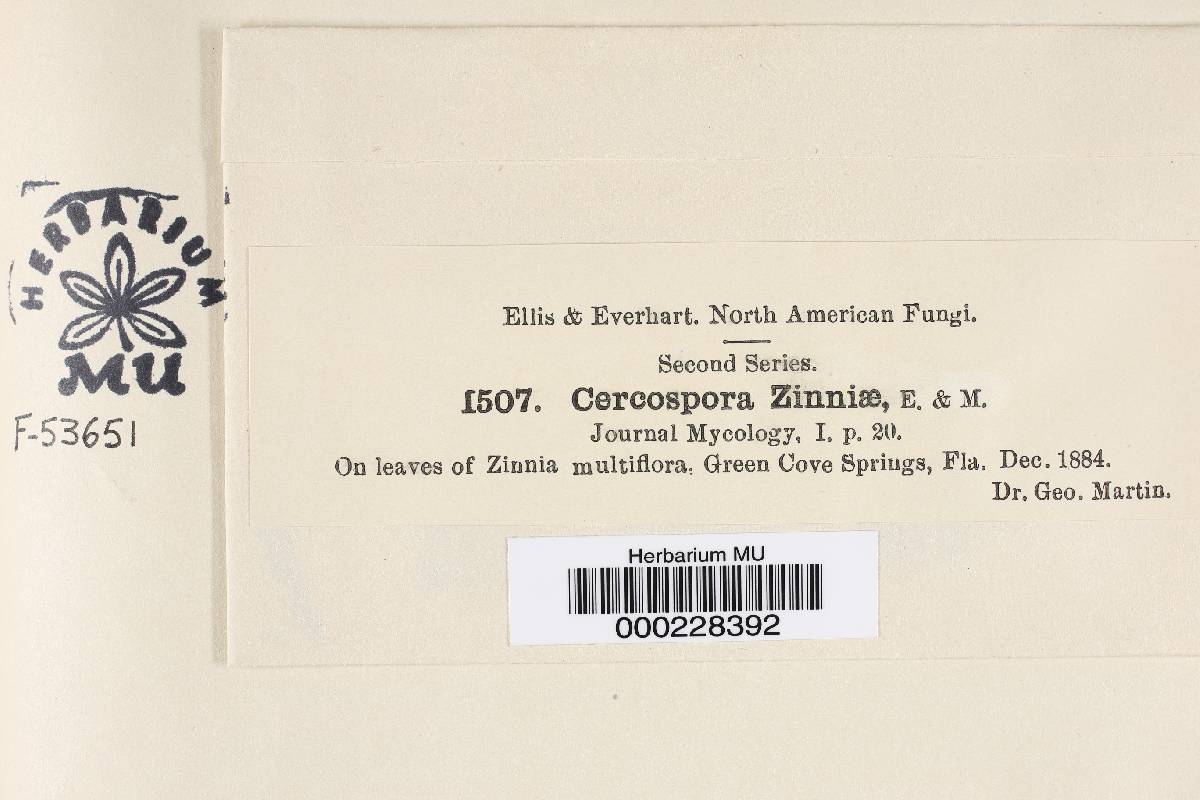 HERBARIUM
MU
F-53651
Ellis & Everhart. North American Fungi.
Second Series.
1507. Cercospora Zinniæ, E. & M.
Journal Mycology, I, p. 20.
On leaves of Zinnia multiflora. Green Cove Springs, Fla. Dec. 1884.
Dr. Geo. Martin.
Herbarium MU
000228392